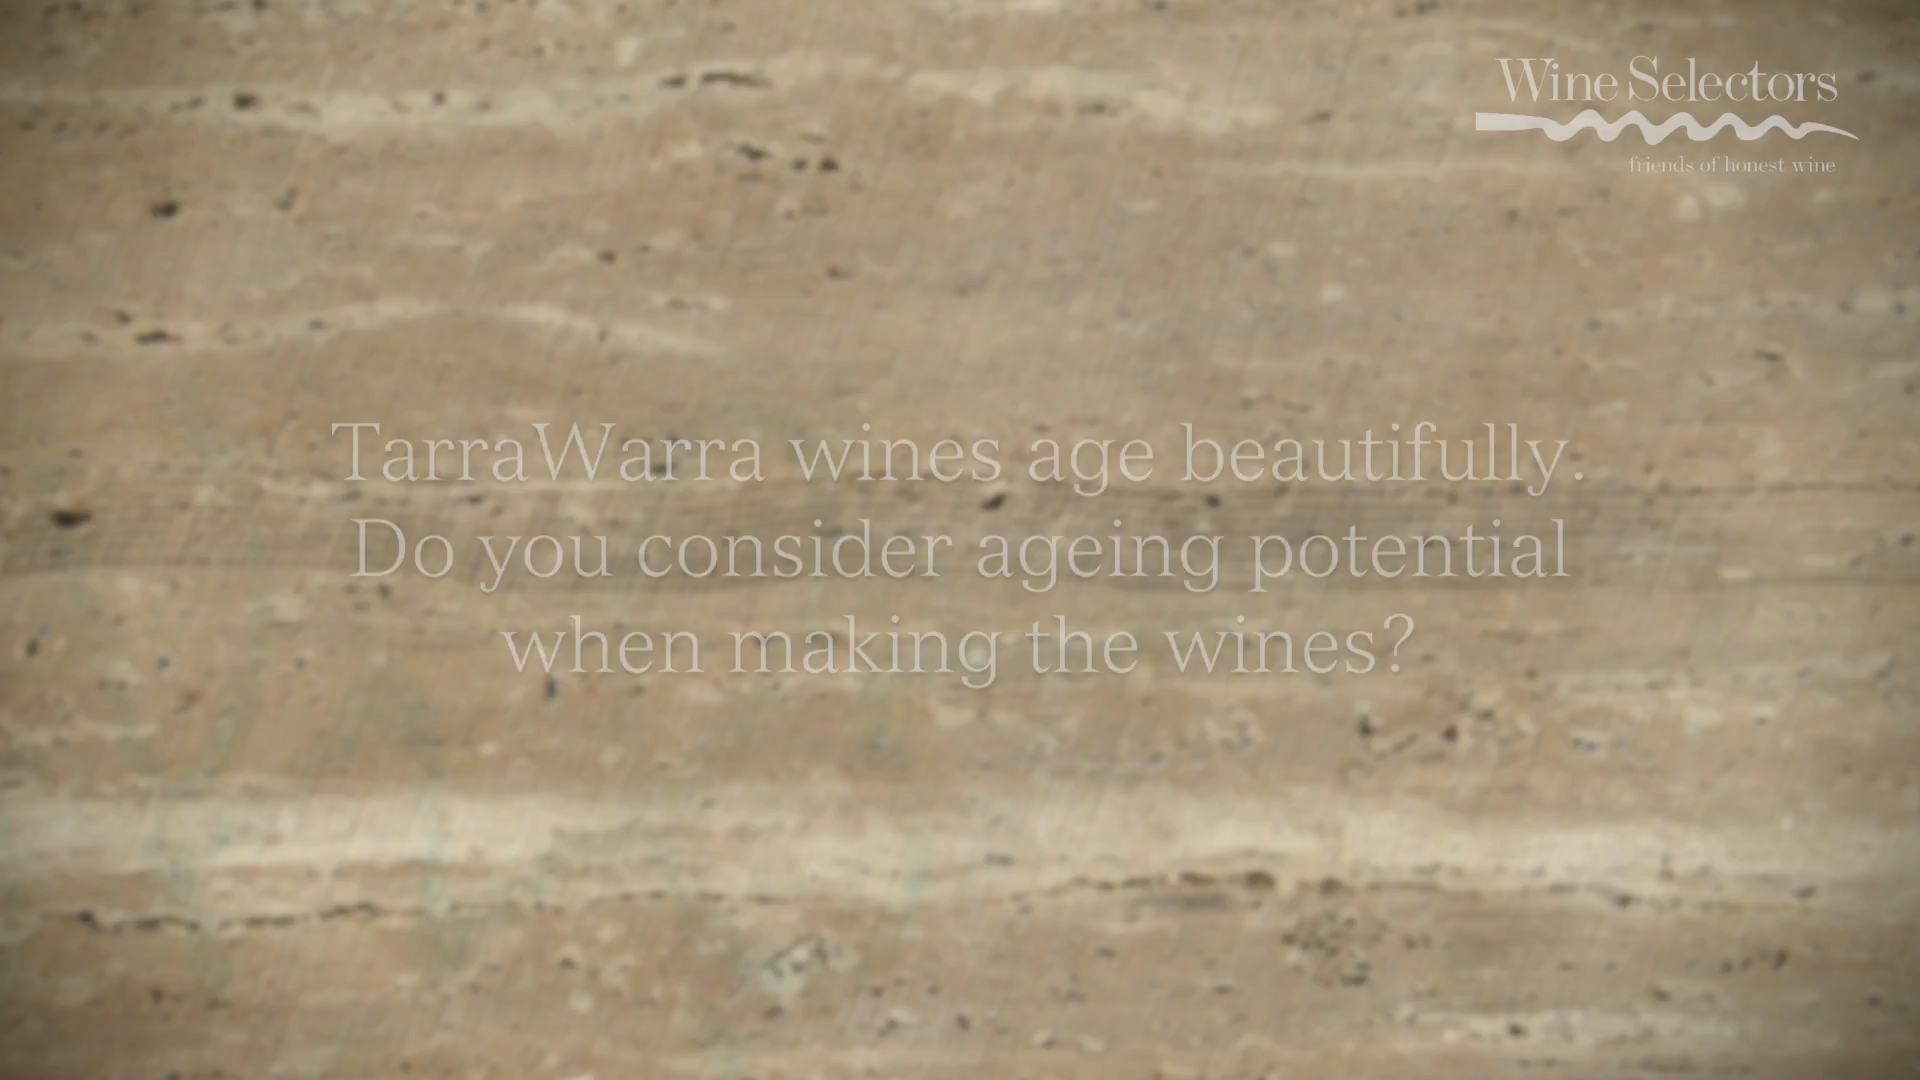 Wine Selectors
friends of honest wine
TarraWarra wines age beautifully.
Do you consider ageing potential
when making the wines?